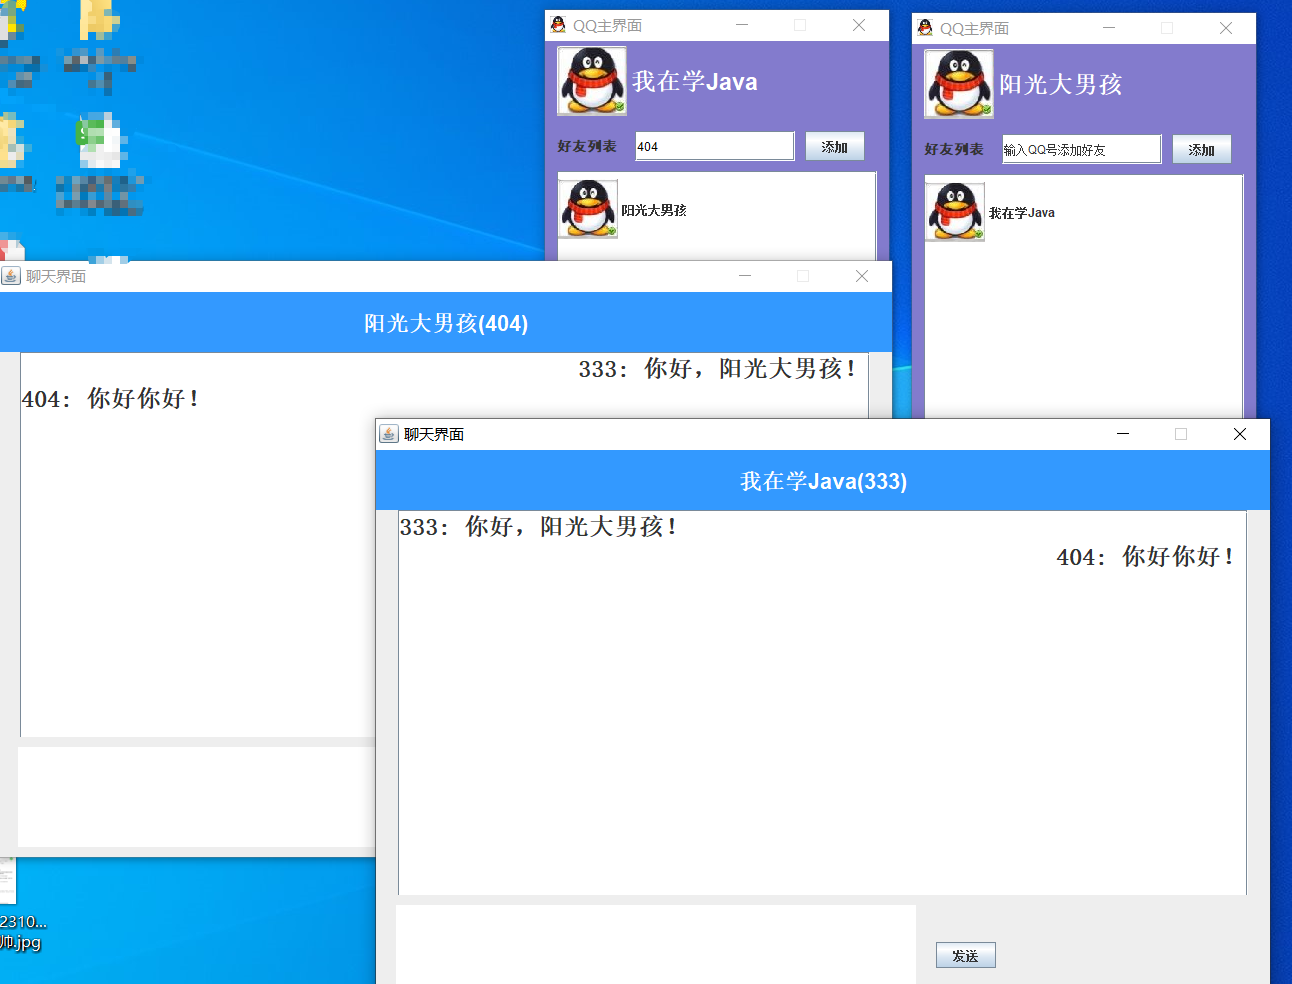 QQ主界面
我在学Java
好友列表
404
添加
阳光大男孩
QQ主界面
阳光大男孩
好友列表
输入QQ号添加好友
添加
我在学Java
聊天界面
阳光大男孩(404)
333: 你好，阳光大男孩！
404: 你好你好！
聊天界面
我在学Java(333)
333: 你好，阳光大男孩！
404: 你好你好！
发送
2310...
帅.jpg